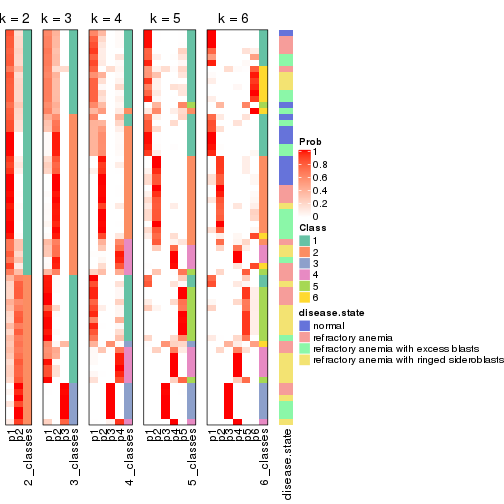 k = 2 k = 3 k = 4 k = 5 k = 6
Prob
1
0.8
0.6
0.4
0.2
0
Class
1
2
3
4
5
6
disease.state
normal
refractory anemia
refractory anemia with excess blasts
refractory anemia with ringed sideroblasts
p1
p2
2_classes
p1
p2
p3
3_classes
p1
p2
p3
p4
4_classes
p1
p2
p3
p4
p5
5_classes
p1
p2
p3
p4
p5
p6
6_classes
disease.state